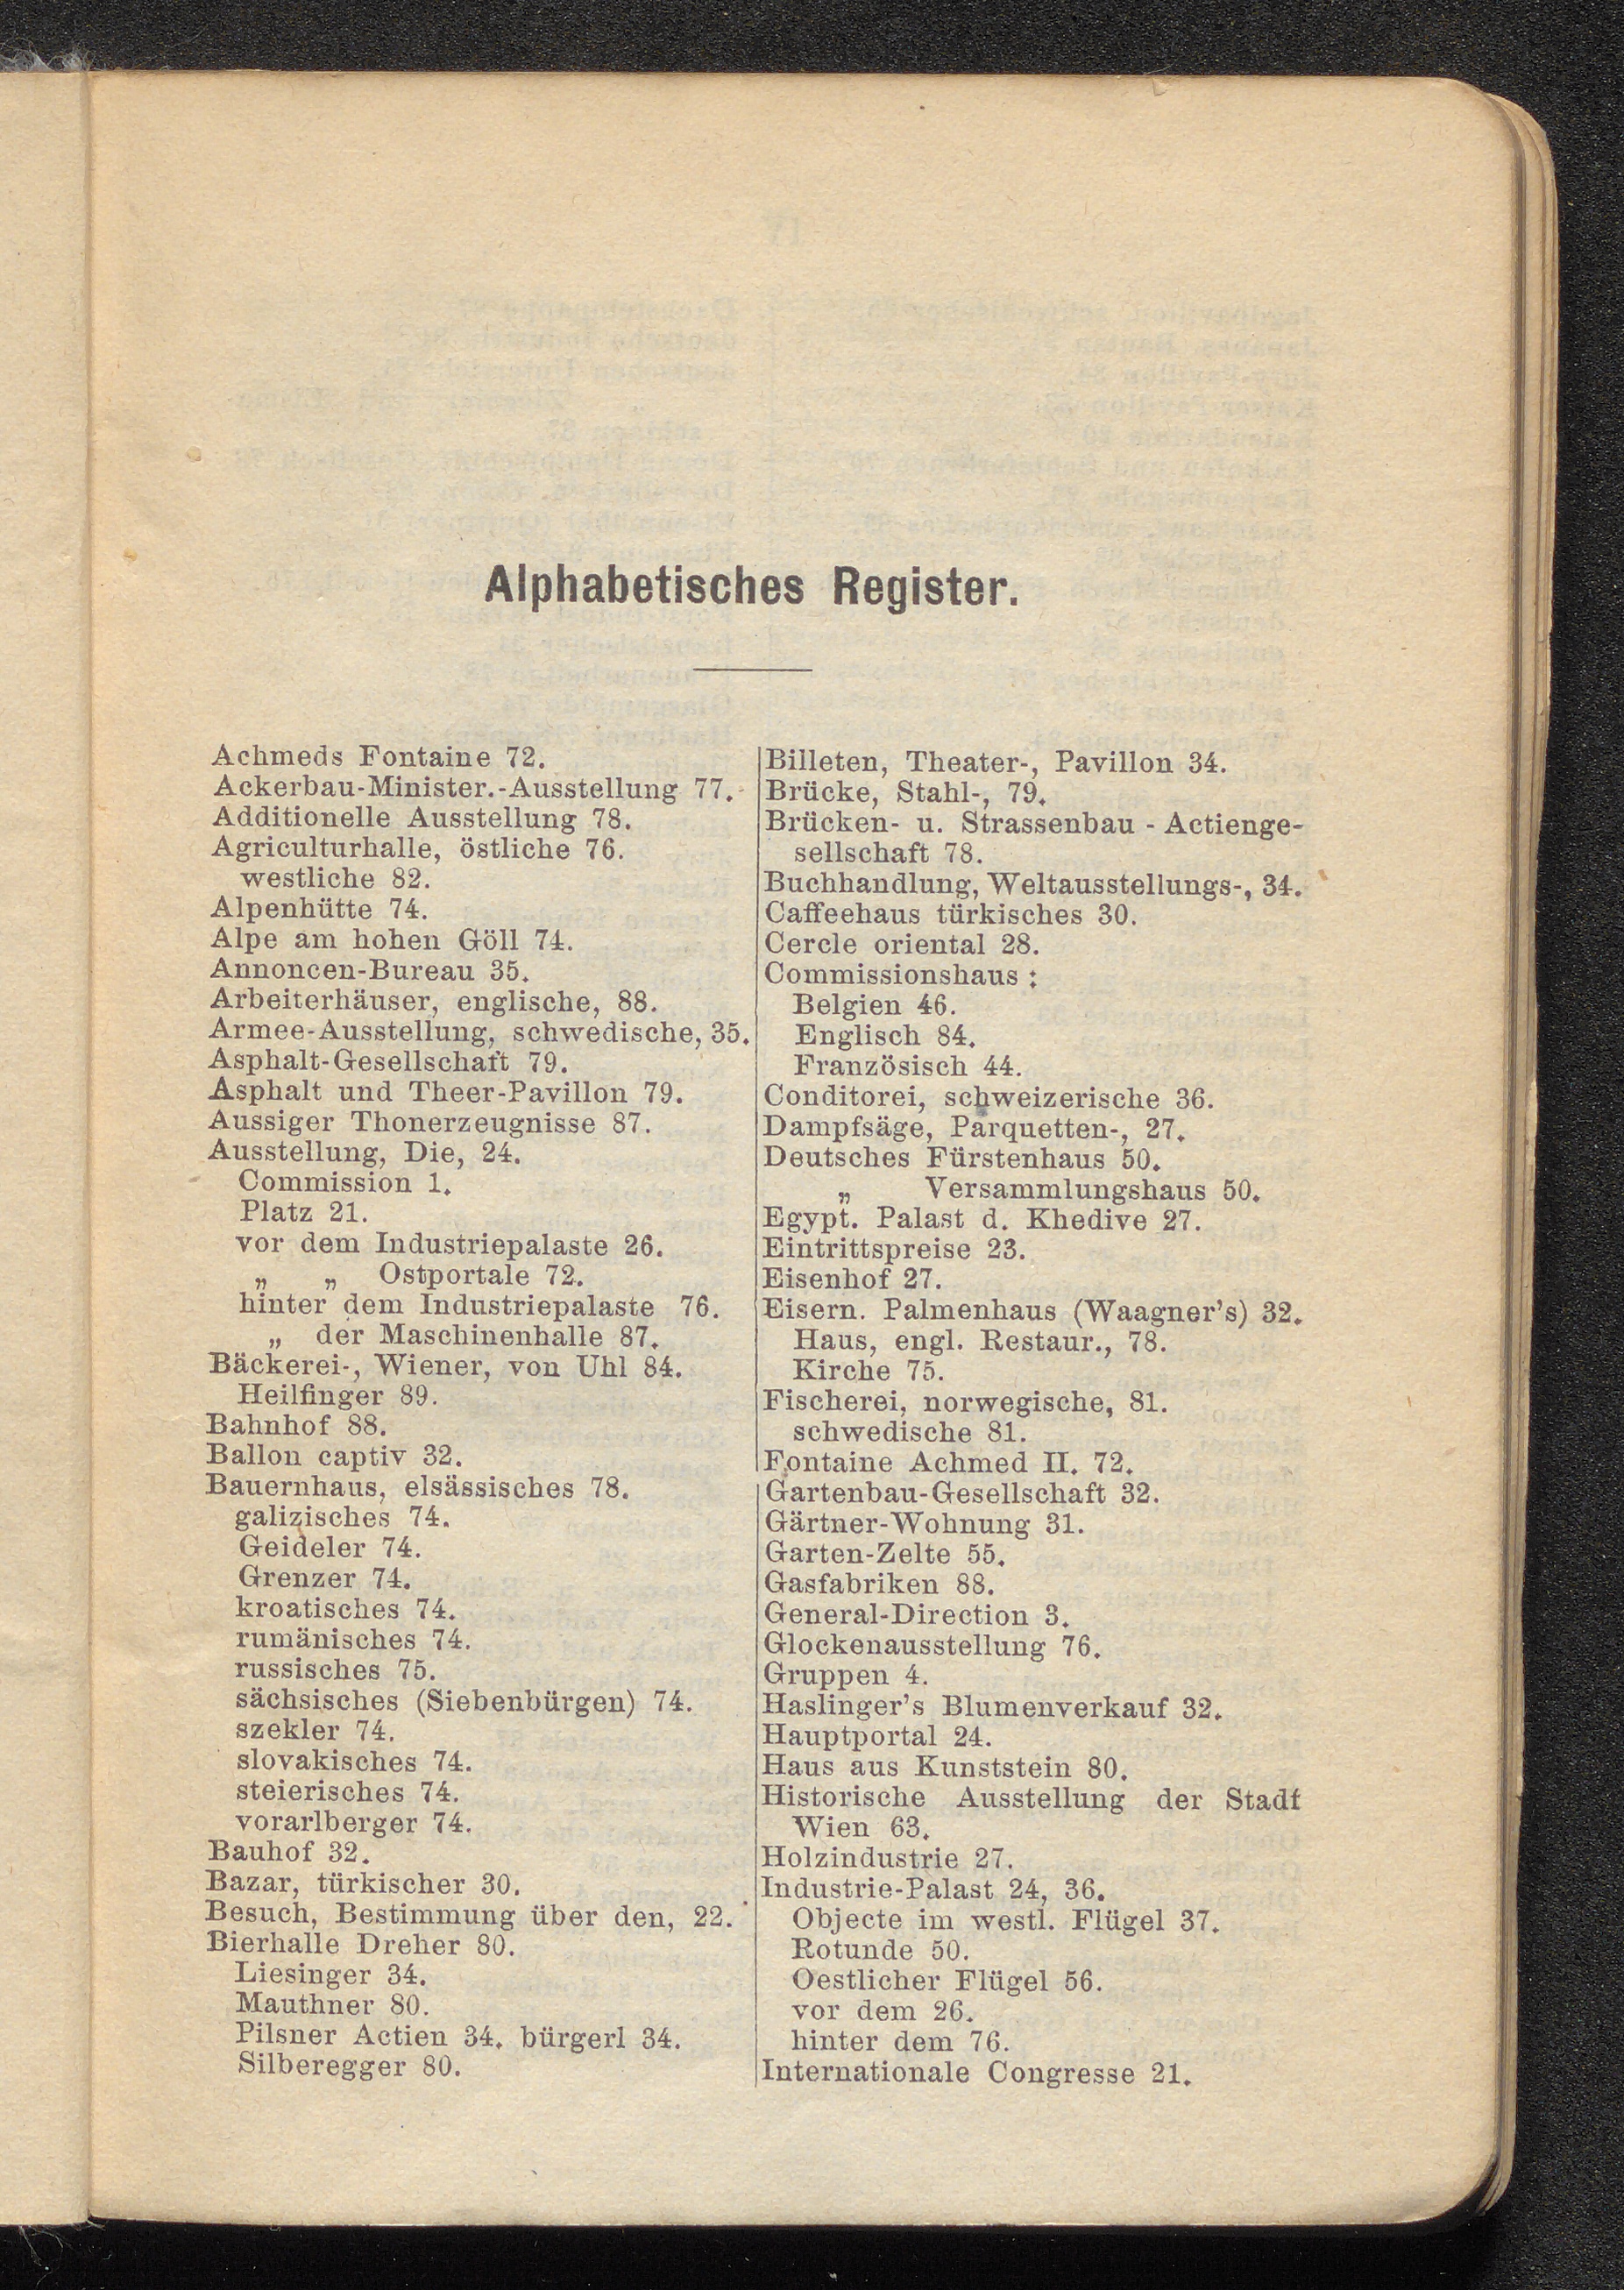 Alphabetisches Register.
Achmeds Fontaine 72.
Ackerbau-Minister.-Ausstellung 77.
Additionelle Ausstellung 78.
Agriculturhalle, östliche 76.
westliche 82.
Alpenhütte 74.
Alpe am hohen Göll 74.
Annoncen-Bureau 35.
Arbeiterhäuser, englische, 88.
Armee-Ausstellung, schwedische, 35.
Asphalt-Gesellschaft 79.
Asphalt und Theer-Pavillon 79.
Aussiger Thonerzeugnisse 87.
Ausstellung, Die, 24.
Commission 1.
Platz 21.
vor dem Industriepalaste 26.
„ „ Ostportale 72.
hinter dem Industriepalaste 76.
„ der Maschinenhalle 87.
Bäckerei-, Wiener, von Uhl 84.
Heilfinger 89.
Bahnhof 88.
Ballon captiv 32.
Bauernhaus, elsässisches 78.
galizisches 74.
Geideler 74.
Grenzer 74.
kroatisches 74.
rumänisches 74.
russisches 75.
sächsisches (Siebenbürgen) 74.
szekler 74.
slovakisches 74.
steierisches 74.
vorarlberger 74.
Bauhof 32.
Bazar, türkischer 30.
Besuch, Bestimmung über den, 22.
Bierhalle Dreher 80.
Liesinger 34.
Mauthner 80.
Pilsner Actien 34. bürgerl 34.
Silberegger 80.
Billeten, Theater-, Pavillon 34.
Brücke, Stahl-, 79.
Brücken- u. Strassenbau - Actienge-
sellschaft 78.
Buchhandlung, Weltausstellungs-, 34.
Caffeehaus türkisches 30.
Cercle oriental 28.
Commissionshaus:
Belgien 46.
Englisch 84.
Französisch 44.
Conditorei, schweizerische 36.
Dampfsäge, Parquetten-, 27.
Deutsches Fürstenhaus 50.
„ Versammlungshaus 50.
Egypt. Palast d. Khedive 27.
Eintrittspreise 23.
Eisenhof 27.
Eisern. Palmenhaus (Waagner's) 32.
Haus, engl. Restaur., 78.
Kirche 75.
Fischerei, norwegische, 81.
schwedische 81.
Fontaine Achmed II. 72.
Gartenbau-Gesellschaft 32.
Gärtner-Wohnung 31.
Garten-Zelte 55.
Gasfabriken 88.
General-Direction 3.
Glockenausstellung 76.
Gruppen 4.
Haslinger's Blumenverkauf 32.
Hauptportal 24.
Haus aus Kunststein 80.
Historische Ausstellung der Stadt
Wien 63.
Holzindustrie 27.
Industrie-Palast 24, 36.
Objecte im westl. Flügel 37.
Rotunde 50.
Oestlicher Flügel 56.
vor dem 26.
hinter dem 76.
Internationale Congresse 21.